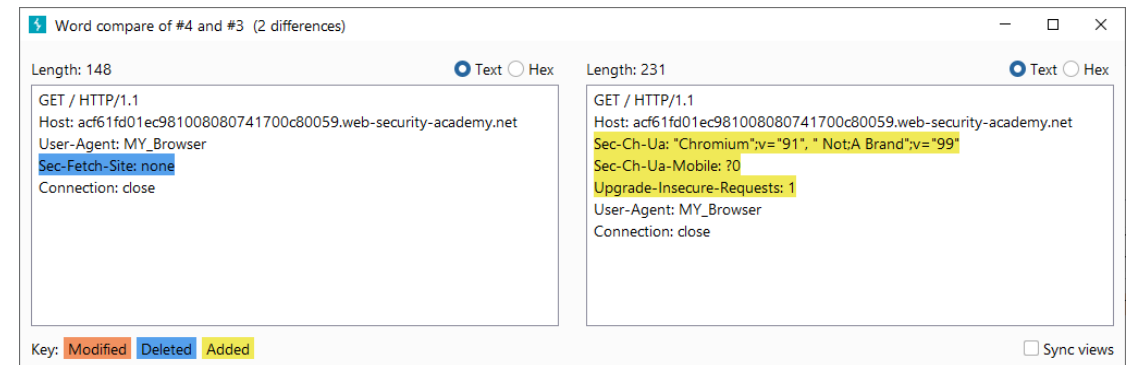 Word compare of #4 and #3 (2 differences)
Length: 148 Text Hex
GET / HTTP/1.1
Host: acf61fd01ec981008080741700c80059.web-security-academy.net
User-Agent: MY_Browser
Sec-Fetch-Site: none
Connection: close
Length: 231 Text Hex
GET / HTTP/1.1
Host: acf61fd01ec981008080741700c80059.web-security-academy.net
Sec-Ch-Ua: "Chromium";v="91", " Not;A Brand";v="99"
Sec-Ch-Ua-Mobile: ?0
Upgrade-Insecure-Requests: 1
User-Agent: MY_Browser
Connection: close
Key: Modified Deleted Added
Sync views